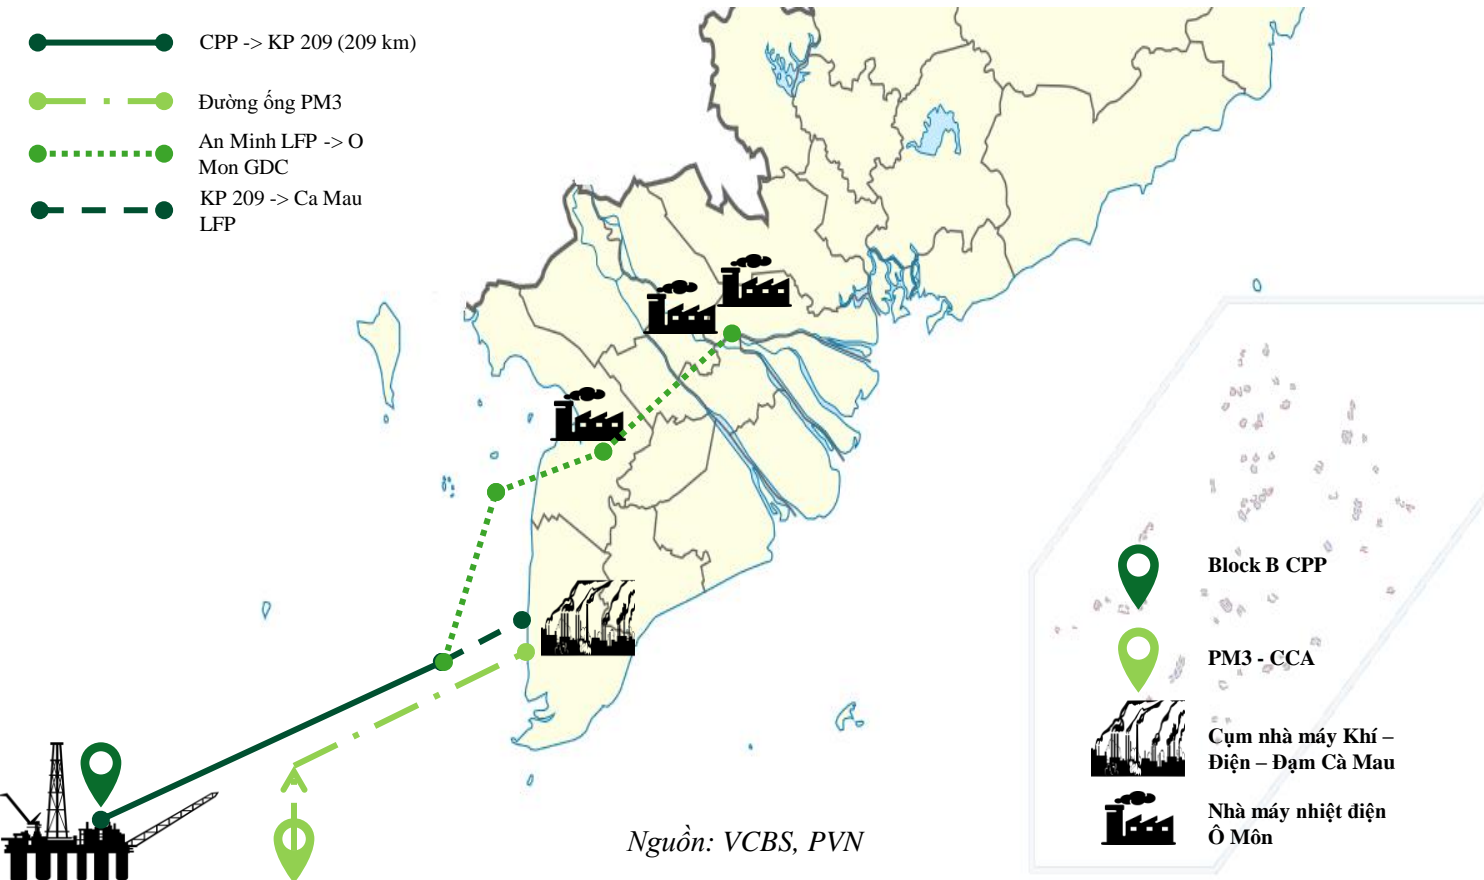 CPP -> KP 209 (209 km)
Đường ống PM3
An Minh LFP -> O
Mon GDC
KP 209 -> Ca Mau
LFP
Block B CPP
PM3 - CCA
Cụm nhà máy Khí –
Điện – Đạm Cà Mau
Nhà máy nhiệt điện
Ô Môn
Nguồn: VCBS, PVN